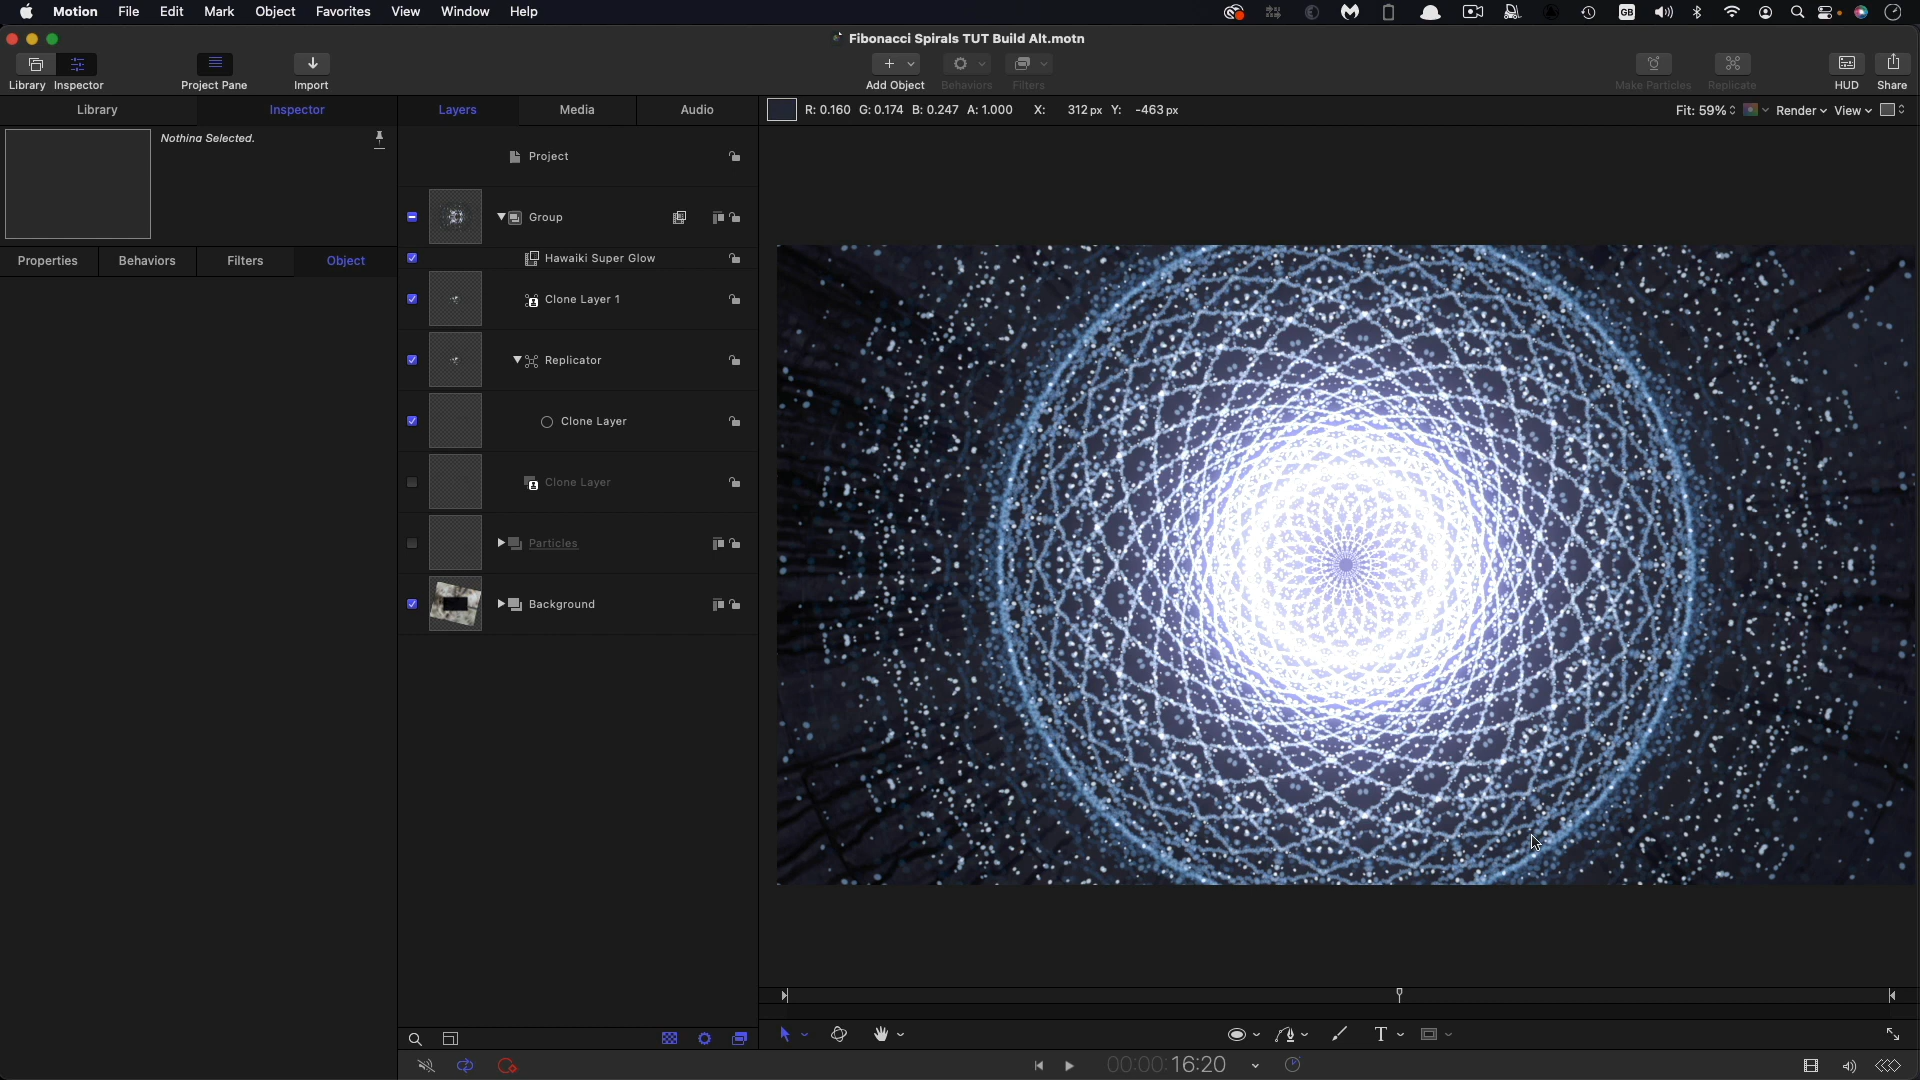 Motion File Edit Mark Object Favorites View Window Help GB
Fibonacci Spirals TUT Build Alt.motn
Library Inspector Project Pane Import Add Object Behaviors Filters Make Particles Replicate HUD Share
Library Inspector Layers Media Audio R: 0.160 G: 0.174 B: 0.247 A: 1.000 X: 312 px Y: -463 px Fit: 59% Render View
Nothing Selected.
Project
Group
Properties Behaviors Filters Object
Hawaiki Super Glow
Clone Layer 1
Replicator
Clone Layer
Clone Layer
Particles
Background
T
00:00:16:20